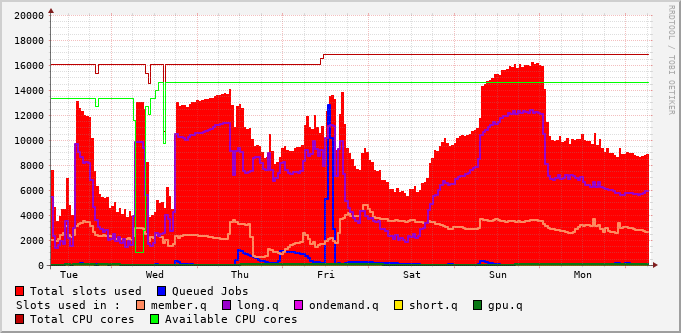 20000
18000
16000
14000
12000
10000
8000
6000
4000
2000
0
Tue Wed Thu Fri Sat Sun Mon
RRDTOOL / TOBI OETIKER
Total slots used Queued Jobs
Slots used in : member.q long.q ondemand.q short.q gpu.q
Total CPU cores Available CPU cores